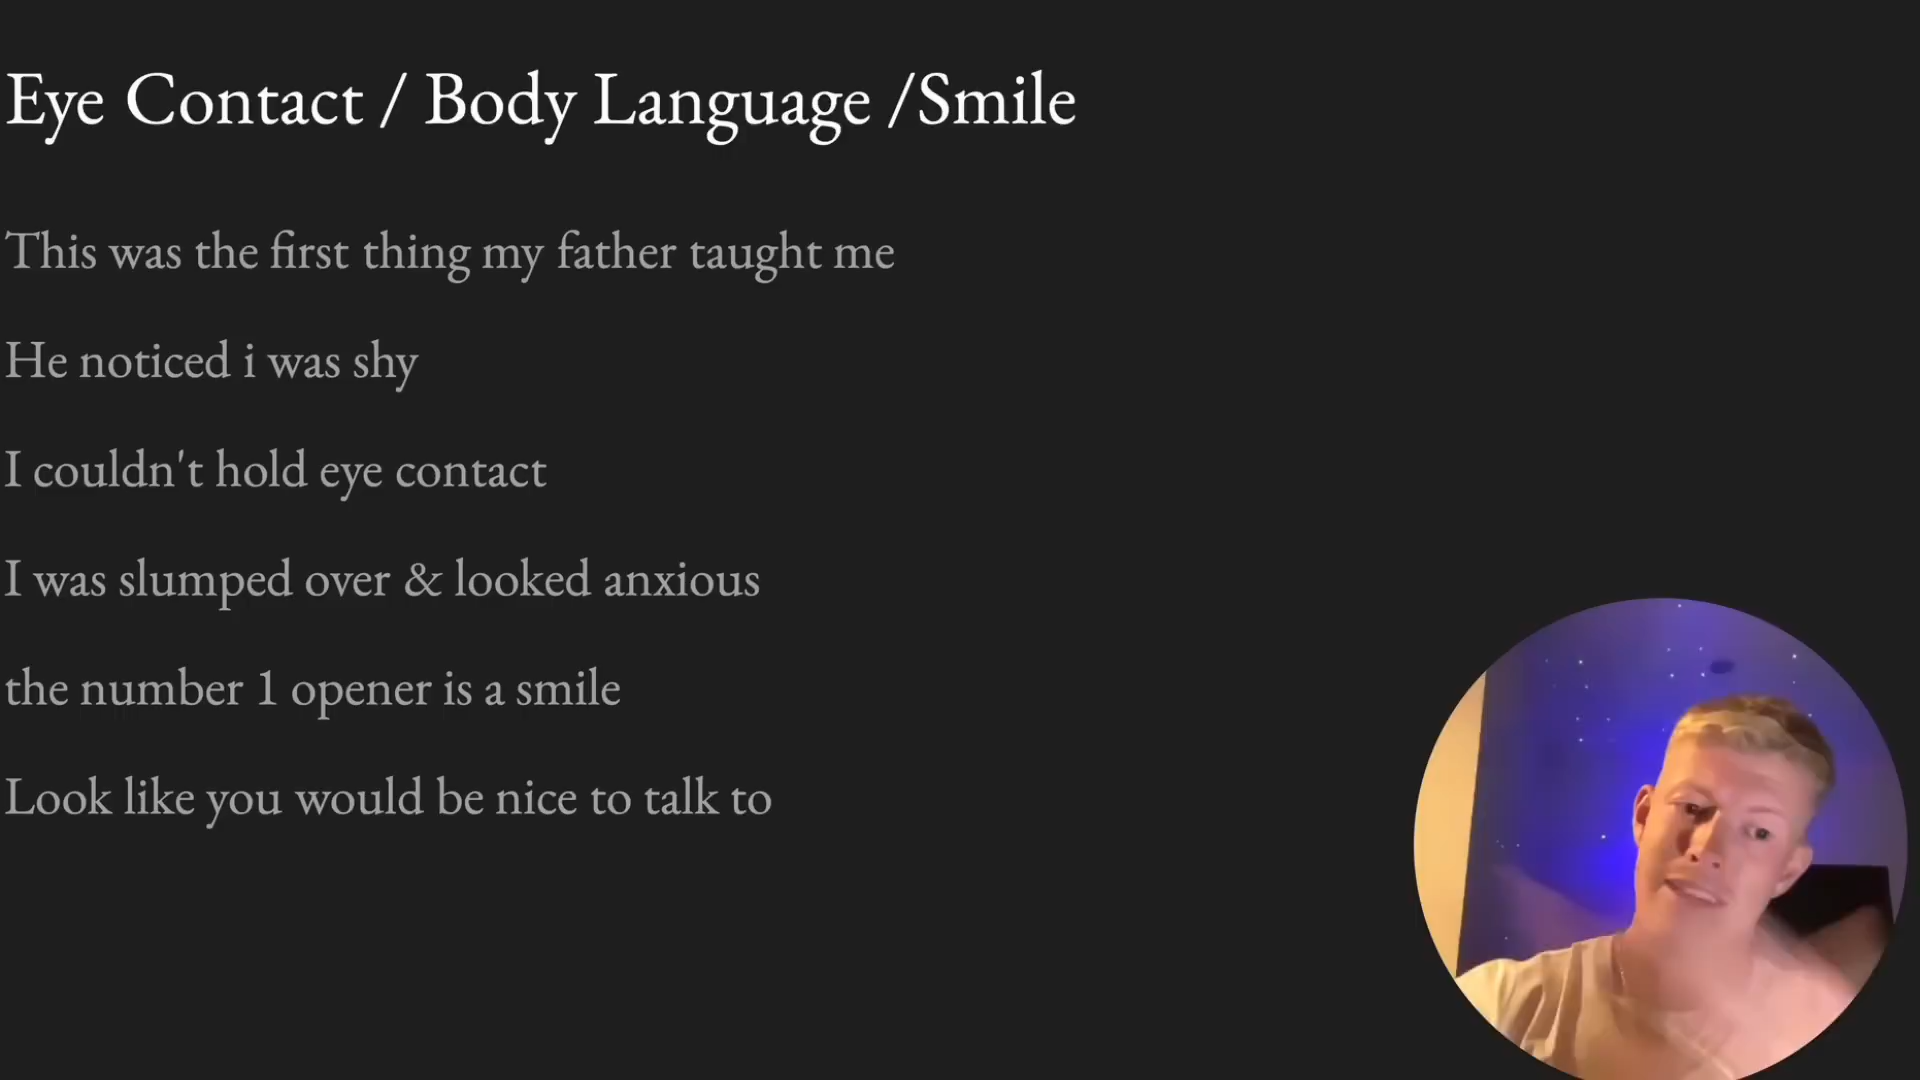 Eye Contact / Body Language /Smile
This was the first thing my father taught me
He noticed i was shy
I couldn't hold eye contact
I was slumped over & looked anxious
the number 1 opener is a smile
Look like you would be nice to talk to